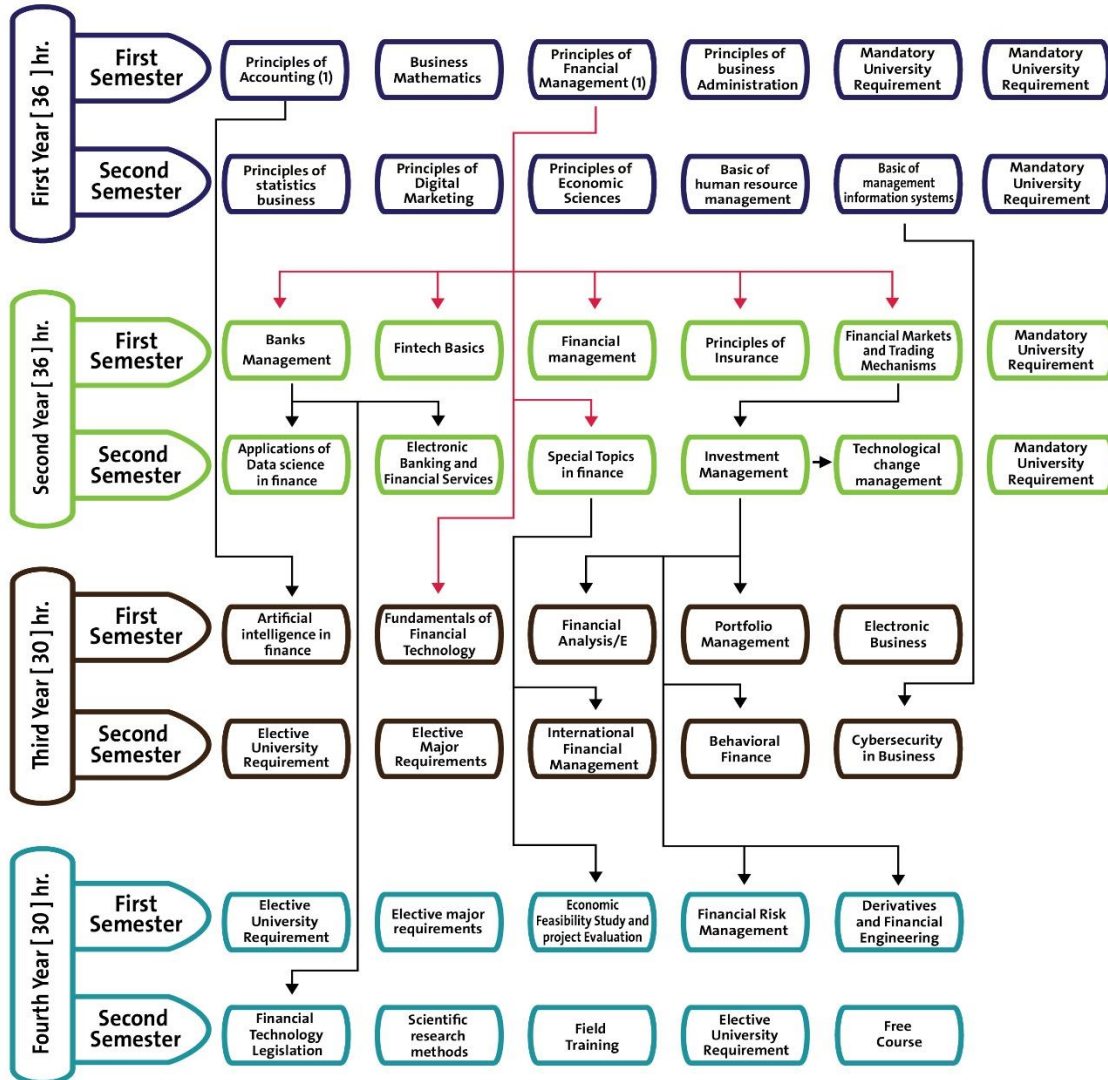 First Year [ 36 ] hr.
First
Semester
Principles of
Accounting (1)
Business
Mathematics
Principles of
Fnancial
Management (1)
Principles of
business
Administration
Mandatory
University
Requirement
Mandatory
University
Requirement
Second
Semester
Principles of
statistics
business
Principles of
Digital
Marketing
Principles of
Economic
Sciences
Basic of
human resource
management
Basic of
management
information systems
Mandatory
University
Requirement
Second Year [ 36] hr.
First
Semester
Banks
Management
Fintech Basics
Financial
management
Principles of
Insurance
Financial Markets
and Trading
Mechanisms
Mandatory
University
Requirement
Second
Semester
Applications of
Data science
in finance
Electronic
Banking and
Financial Services
Special Topics
in finance
Investment
Management
Technological
change
management
Mandatory
University
Requirement
Third Year [ 30 ] hr.
First
Semester
Artificial
intelligence in
finance
Fundamentals of
Financial
Technology
Financial
Analysis/E
Portfolio
Management
Electronic
Business
Second
Semester
Elective
University
Requirement
Elective
Major
Requirements
International
Financial
Management
Behavioral
Finance
Cybersecurity
in Business
Fourth Year [ 30 ] hr.
First
Semester
Elective
University
Requirement
Elective major
requirements
Economic
Feasibility Study and
project Evaluation
Financial Risk
Management
Derivatives
and Financial
Engineering
Second
Semester
Financial
Technology
Legislation
Scientific
research
methods
Field
Training
Elective
University
Requirement
Free
Course